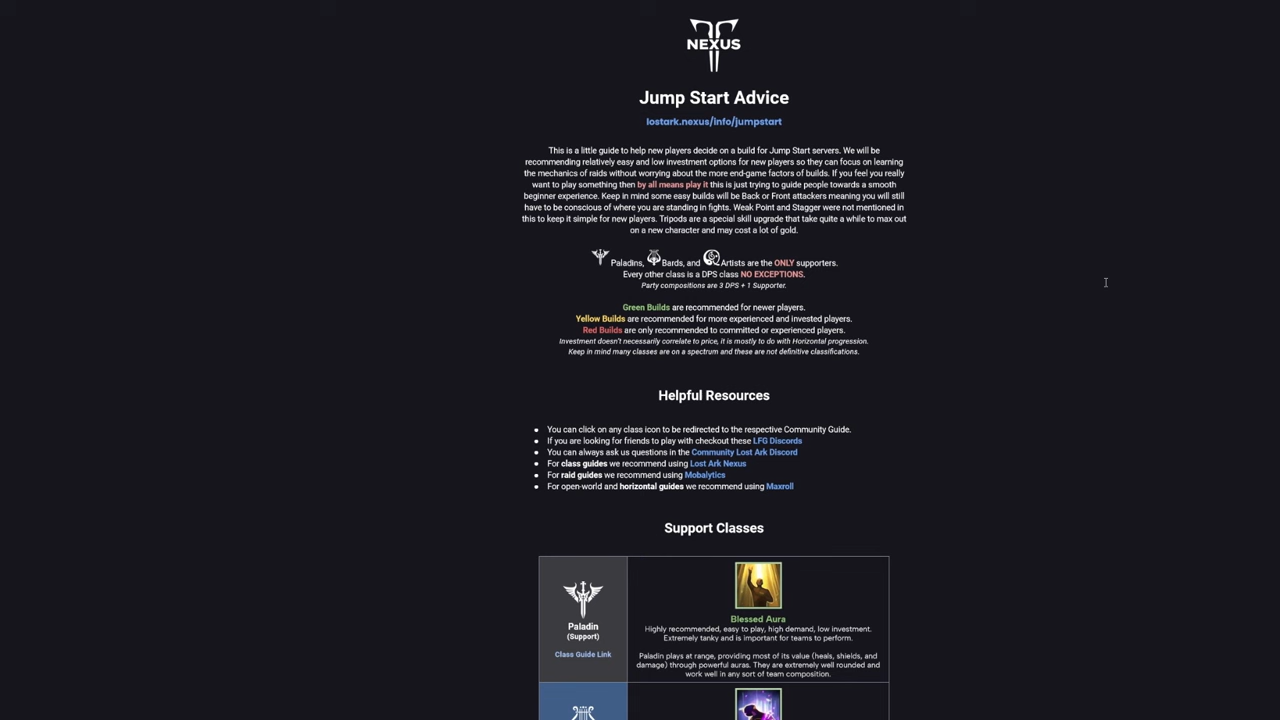 NEXUS
Jump Start Advice
lostark.nexus/info/jumpstart
This is a little guide to help new players decide on a build for Jump Start servers. We will be
recommending relatively easy and low investment options for new players so they can focus on learning
the mechanics of raids without worrying about the more end-game factors of builds. If you feel you really
want to play something then by all means play it this is just trying to guide people towards a smooth
beginner experience. Keep in mind some easy builds will be Back or Front attackers meaning you will still
have to be conscious of where you are standing in fights. Weak Point and Stagger were not mentioned in
this to keep it simple for new players. Tripods are a special skill upgrade that take quite a while to max out
on a new character and may cost a lot of gold.
Paladins, Bards, and Artists are the ONLY supporters.
Every other class is a DPS class NO EXCEPTIONS.
Party compositions are 3 DPS + 1 Supporter.
Green Builds are recommended for newer players.
Yellow Builds are recommended for more experienced and invested players.
Red Builds are only recommended to committed or experienced players.
Investment doesn't necessarily correlate to price, it is mostly to do with Horizontal progression.
Keep in mind many classes are on a spectrum and these are not definitive classifications.
Helpful Resources
● You can click on any class icon to be redirected to the respective Community Guide.
● If you are looking for friends to play with checkout these LFG Discords
● You can always ask us questions in the Community Lost Ark Discord
● For class guides we recommend using Lost Ark Nexus
● For raid guides we recommend using Mobalytics
● For open-world and horizontal guides we recommend using Maxroll
Support Classes
Paladin
(Support)
Class Guide Link
Blessed Aura
Highly recommended, easy to play, high demand, low investment.
Extremely tanky and is important for teams to perform.
Paladin plays at range, providing most of its value (heals, shields, and
damage) through powerful auras. They are extremely well rounded and
work well in any sort of team composition.